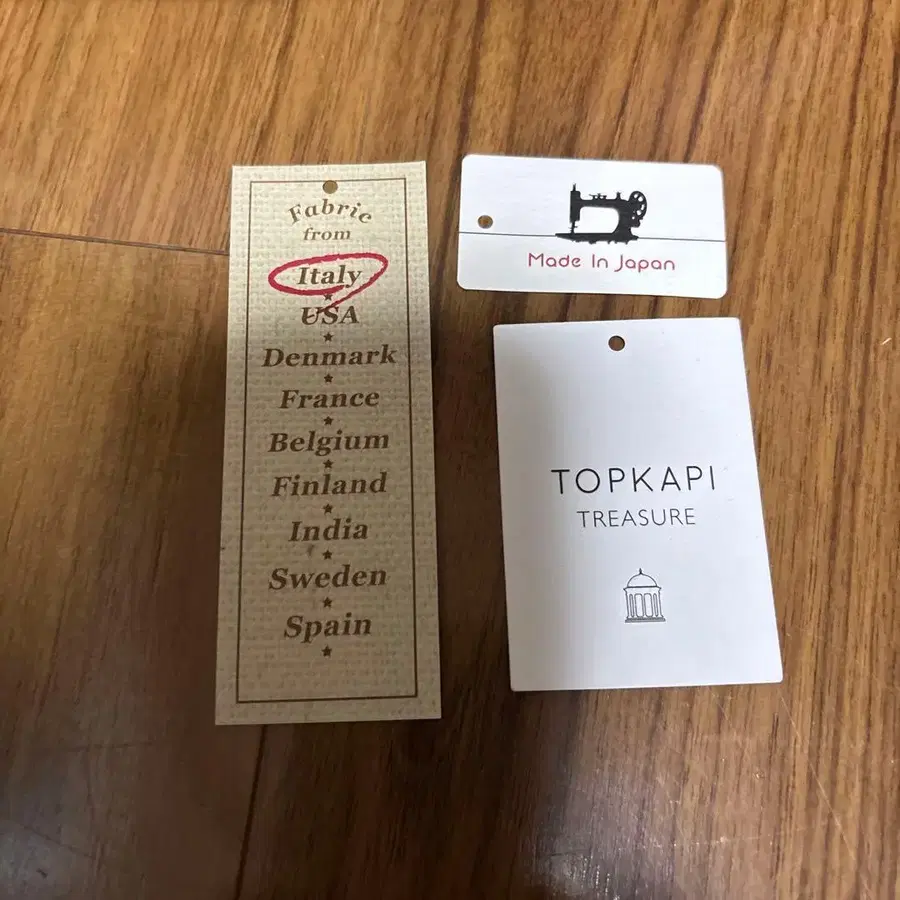 Fabric
from
Italy
USA
Denmark
France
Belgium
Finland
India
Sweden
Spain
Made In Japan
TOPKAPI
TREASURE